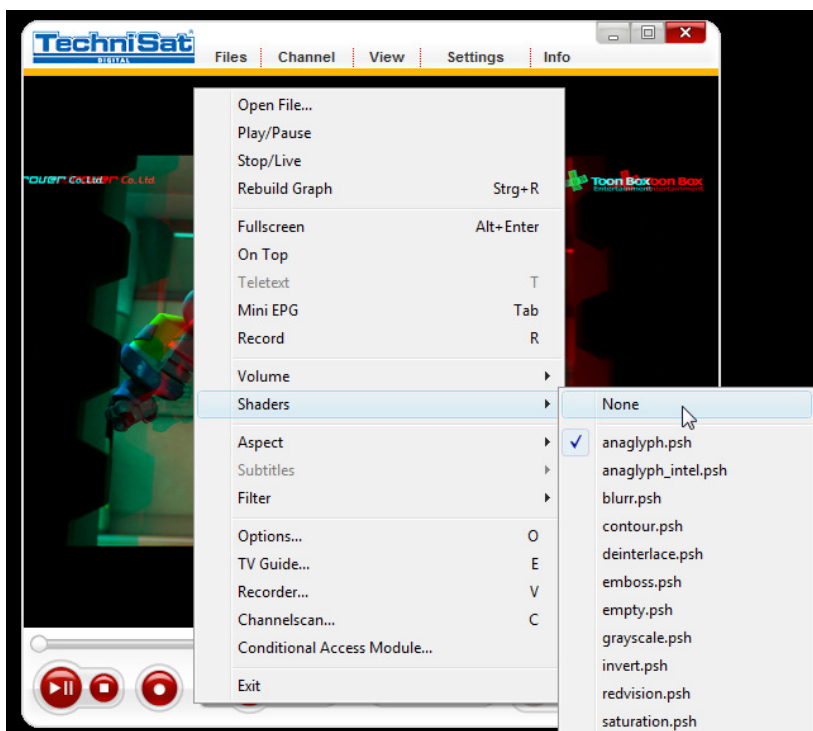 TechniSat
DIGITAL
Files Channel View Settings Info
Open File...
Play/Pause
Stop/Live
Rebuild Graph Strg+R
Fullscreen Alt+Enter
On Top
Teletext T
Mini EPG Tab
Record R
Volume
Shaders
Aspect
Subtitles
Filter
Options... O
TV Guide... E
Recorder... V
Channelscan... C
Conditional Access Module...
Exit
None
anaglyph.psh
anaglyph_intel.psh
blurr.psh
contour.psh
deinterlace.psh
emboss.psh
empty.psh
grayscale.psh
invert.psh
redvision.psh
saturation.psh
Co.Ltd.
Toon Box
Entertainment